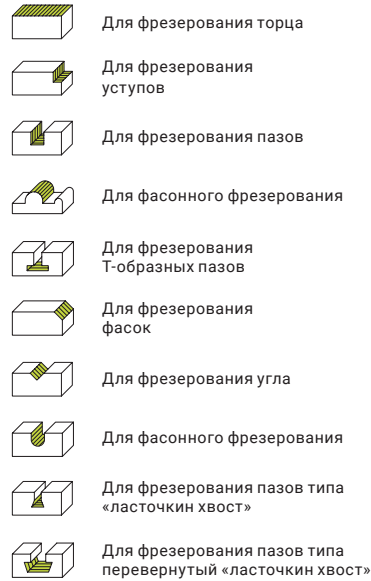 Для фрезерования торца
Для фрезерования
уступов
Для фрезерования пазов
Для фасонного фрезерования
Для фрезерования
Т-образных пазов
Для фрезерования
фасок
Для фрезерования угла
Для фасонного фрезерования
Для фрезерования пазов типа
«ласточкин хвост»
Для фрезерования пазов типа
перевернутый «ласточкин хвост»